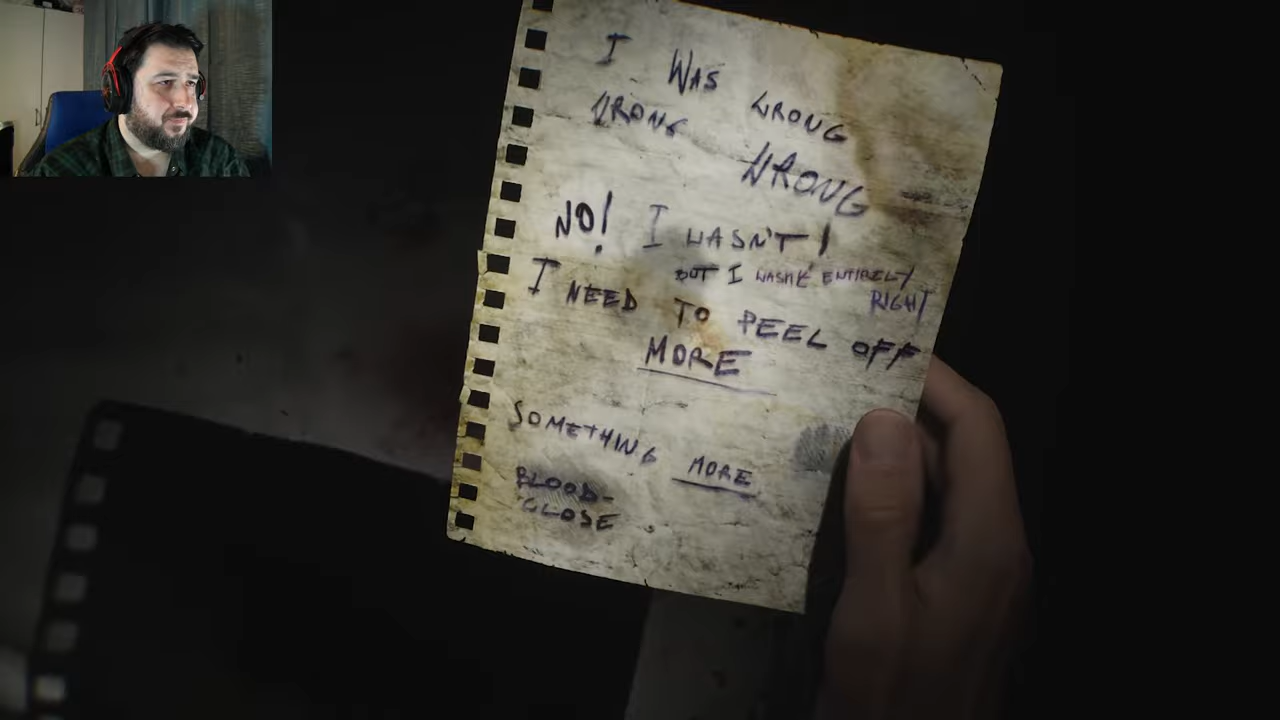 I WAS WRONG
WRONG
WRONG
NO! I WASN'T!
BUT I WASN'T ENTIRELY
RIGHT
I NEED TO PEEL OFF
MORE
SOMETHING MORE
BLOOD-
CLOSE.